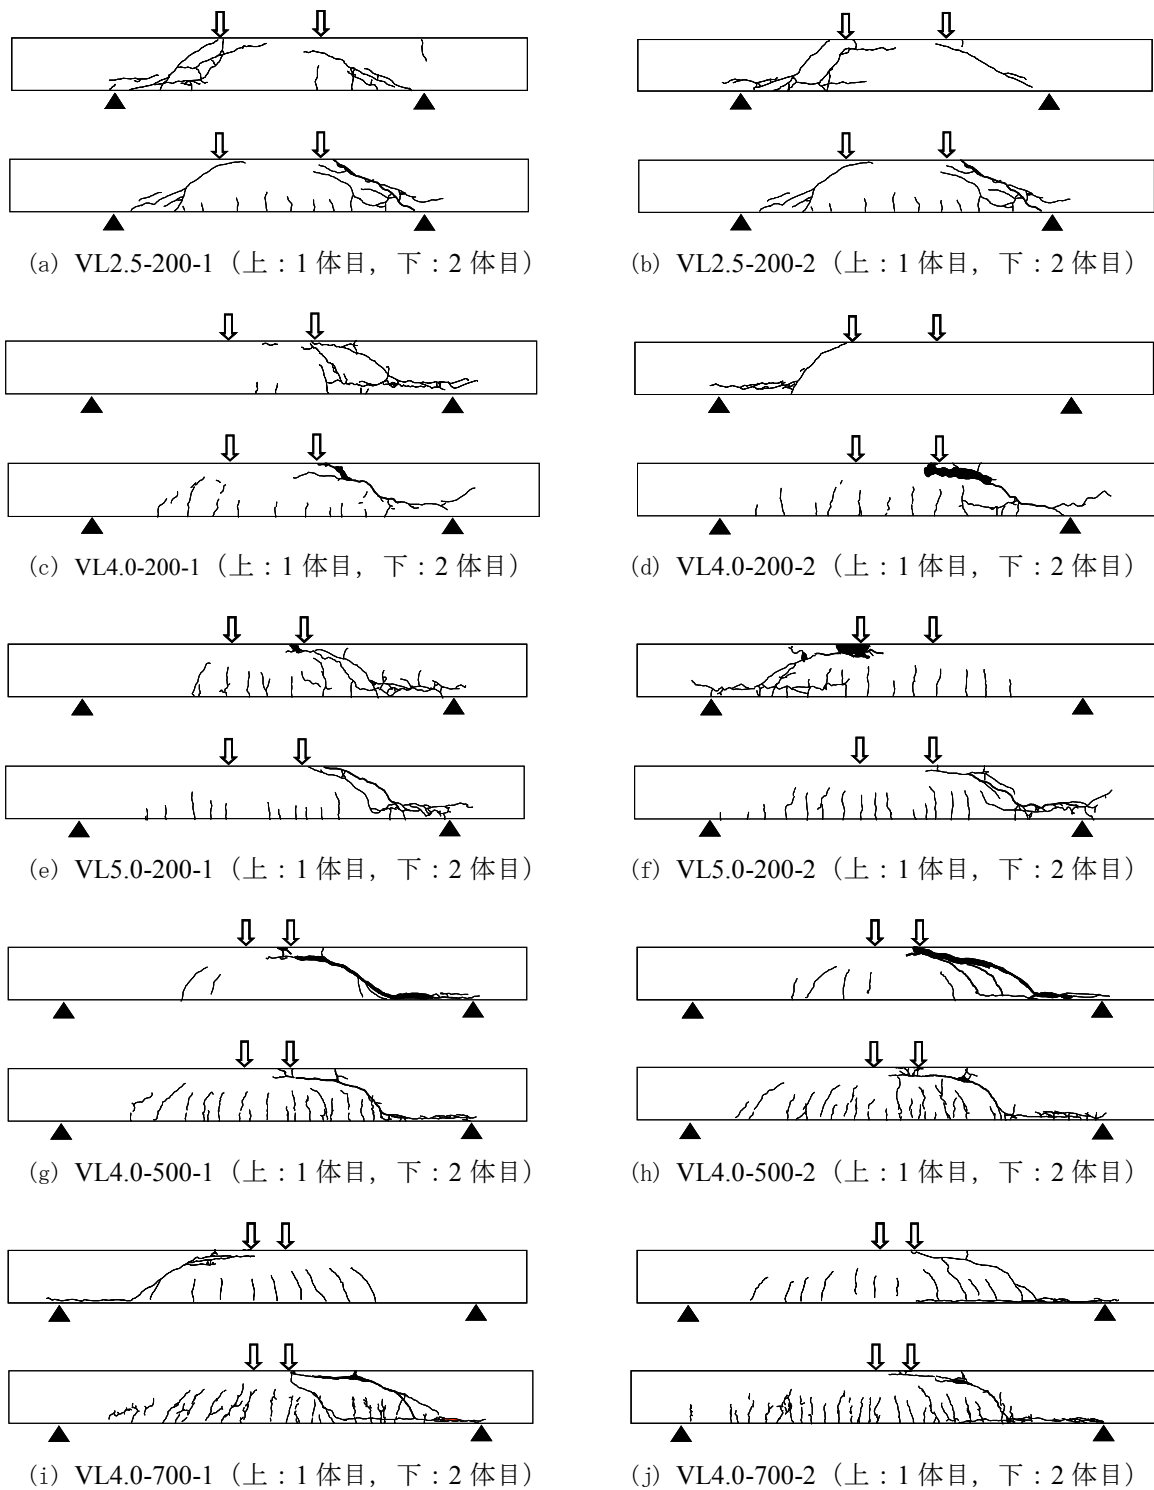 (a) VL2.5-200-1（上：1 体目，下：2 体目）
(b) VL2.5-200-2（上：1 体目，下：2 体目）
(c) VL4.0-200-1（上：1 体目，下：2 体目）
(d) VL4.0-200-2（上：1 体目，下：2 体目）
(e) VL5.0-200-1（上：1 体目，下：2 体目）
(f) VL5.0-200-2（上：1 体目，下：2 体目）
(g) VL4.0-500-1（上：1 体目，下：2 体目）
(h) VL4.0-500-2（上：1 体目，下：2 体目）
(i) VL4.0-700-1（上：1 体目，下：2 体目）
(j) VL4.0-700-2（上：1 体目，下：2 体目）